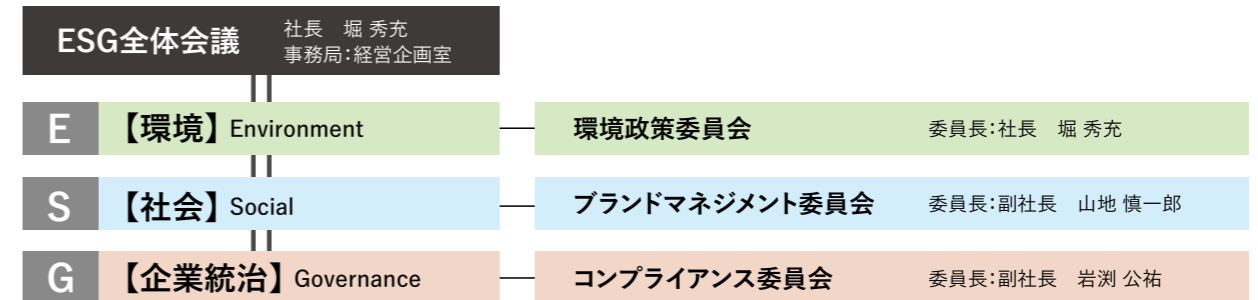 ESG全体会議 社長　堀 秀充
事務局：経営企画室
E 【環境】 Environment 環境政策委員会 委員長：社長　堀 秀充
S 【社会】 Social ブランドマネジメント委員会 委員長：副社長　山地 慎一郎
G 【企業統治】 Governance コンプライアンス委員会 委員長：副社長　岩渕 公祐